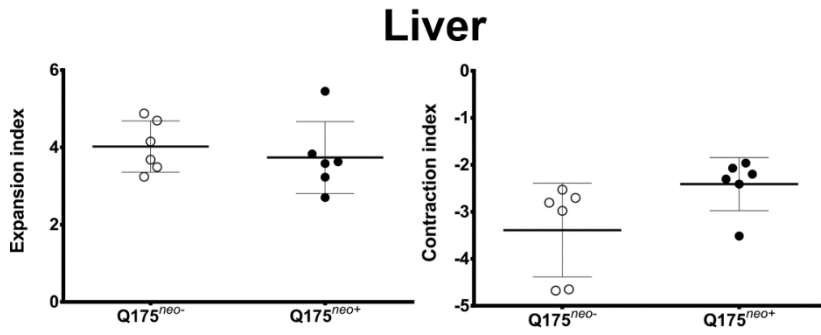 Liver
Expansion index
6
4
2
0
Q175neo-
Q175neo+
Contraction index
0
-1
-2
-3
-4
-5
Q175neo-
Q175neo+